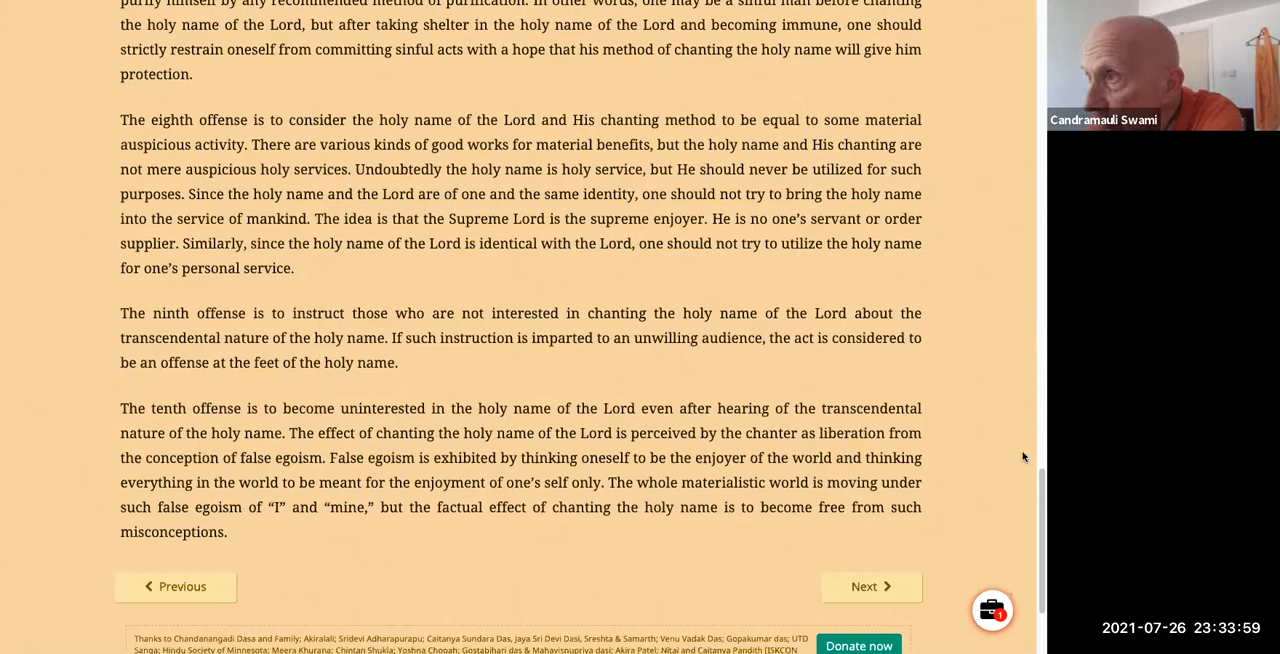 purify himself by any recommended method of purification. In other words, one may be a sinful man before chanting
the holy name of the Lord, but after taking shelter in the holy name of the Lord and becoming immune, one should
strictly restrain oneself from committing sinful acts with a hope that his method of chanting the holy name will give him
protection.
The eighth offense is to consider the holy name of the Lord and His chanting method to be equal to some material
auspicious activity. There are various kinds of good works for material benefits, but the holy name and His chanting are
not mere auspicious holy services. Undoubtedly the holy name is holy service, but He should never be utilized for such
purposes. Since the holy name and the Lord are of one and the same identity, one should not try to bring the holy name
into the service of mankind. The idea is that the Supreme Lord is the supreme enjoyer. He is no one’s servant or order
supplier. Similarly, since the holy name of the Lord is identical with the Lord, one should not try to utilize the holy name
for one’s personal service.
The ninth offense is to instruct those who are not interested in chanting the holy name of the Lord about the
transcendental nature of the holy name. If such instruction is imparted to an unwilling audience, the act is considered to
be an offense at the feet of the holy name.
The tenth offense is to become uninterested in the holy name of the Lord even after hearing of the transcendental
nature of the holy name. The effect of chanting the holy name of the Lord is perceived by the chanter as liberation from
the conception of false egoism. False egoism is exhibited by thinking oneself to be the enjoyer of the world and thinking
everything in the world to be meant for the enjoyment of one’s self only. The whole materialistic world is moving under
such false egoism of “I” and “mine,” but the factual effect of chanting the holy name is to become free from such
misconceptions.
Previous
Next
Thanks to Chandanangadi Dasa and Family; Akiralali; Sridevi Adharapurapu; Caitanya Sundara Das, Jaya Sri Devi Dasi, Sreshta & Samarth; Venu Vadak Das; Gopakumar das; UTD
Sanga; Hindu Society of Minnesota; Meera Khurana; Chintan Shukla; Yoshna Chooah; Gostabihari das & Mahavisnupriya dasi; Akira Patel; Nitai and Caitanya Pandith (ISKCON
Donate now
1
Candramauli Swami
2021-07-26 23:33:59